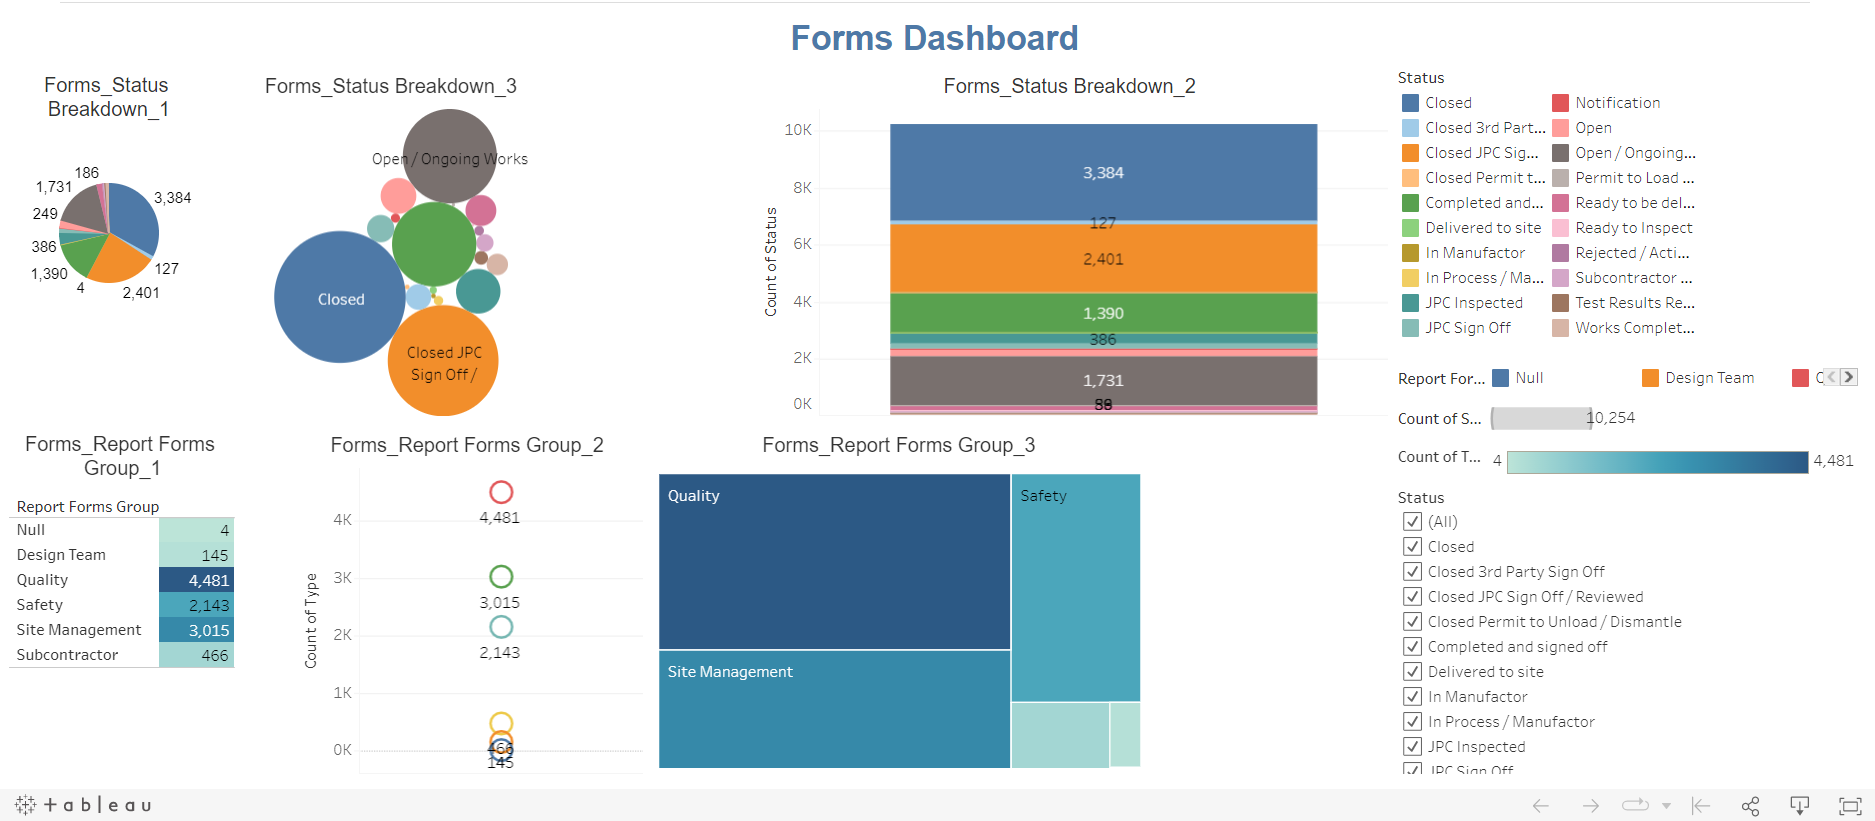 Forms Dashboard
Forms_Status
Breakdown_1
186
1,731
3,384
249
386
127
1,390
4
2,401
Forms_Status Breakdown_3
Open / Ongoing Works
Closed
Closed JPC
Sign Off /
Forms_Status Breakdown_2
Count of Status
10K
8K
6K
4K
2K
0K
3,384
127
2,401
1,390
386
1,731
Status
Closed
Notification
Closed 3rd Part...
Open
Closed JPC Sig...
Open / Ongoing...
Closed Permit t...
Permit to Load ...
Completed and...
Ready to be del...
Delivered to site
Ready to Inspect
In Manufactor
Rejected / Acti...
In Process / Ma...
Subcontractor ...
JPC Inspected
Test Results Re...
JPC Sign Off
Works Complet...
Report For...
Null
Design Team
Count of S...
10,254
Count of T...
4
4,481
Status
(All)
Closed
Closed 3rd Party Sign Off
Closed JPC Sign Off / Reviewed
Closed Permit to Unload / Dismantle
Completed and signed off
Delivered to site
In Manufactor
In Process / Manufactor
JPC Inspected
JPC Sign Off
Forms_Report Forms
Group_1
Report Forms Group
Null 4
Design Team 145
Quality 4,481
Safety 2,143
Site Management 3,015
Subcontractor 466
Forms_Report Forms Group_2
Count of Type
4K
3K
2K
1K
0K
4,481
3,015
2,143
466
145
Forms_Report Forms Group_3
Quality
Safety
Site Management
+ a b l e a u